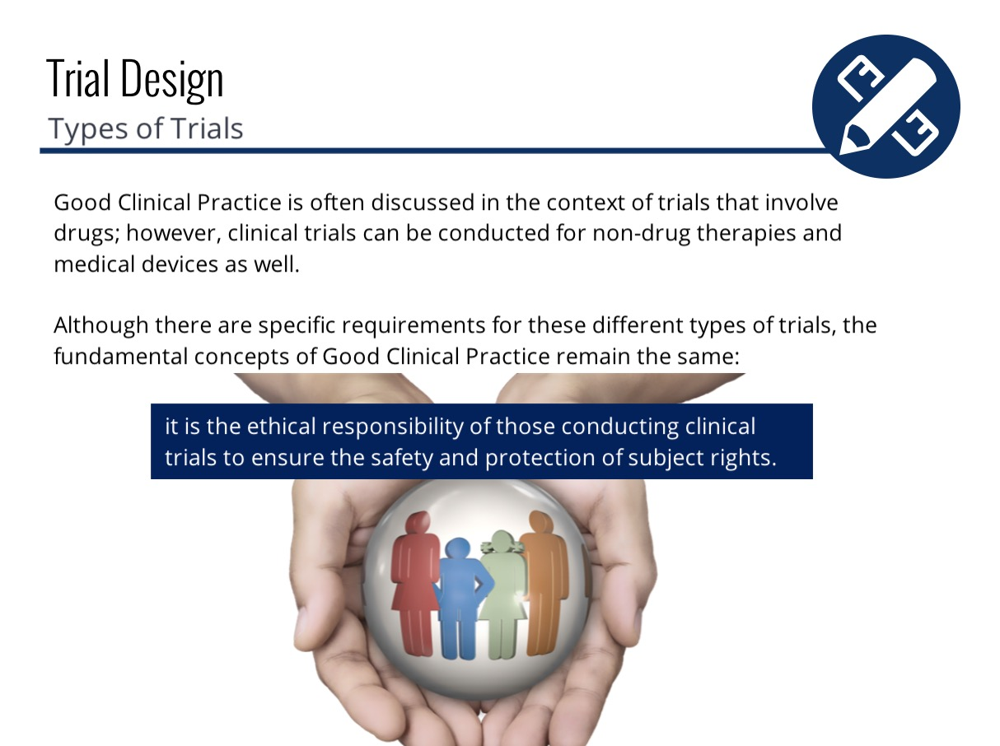 Trial Design
Types of Trials
Good Clinical Practice is often discussed in the context of trials that involve
drugs; however, clinical trials can be conducted for non-drug therapies and
medical devices as well.
Although there are specific requirements for these different types of trials, the
fundamental concepts of Good Clinical Practice remain the same:
it is the ethical responsibility of those conducting clinical
trials to ensure the safety and protection of subject rights.